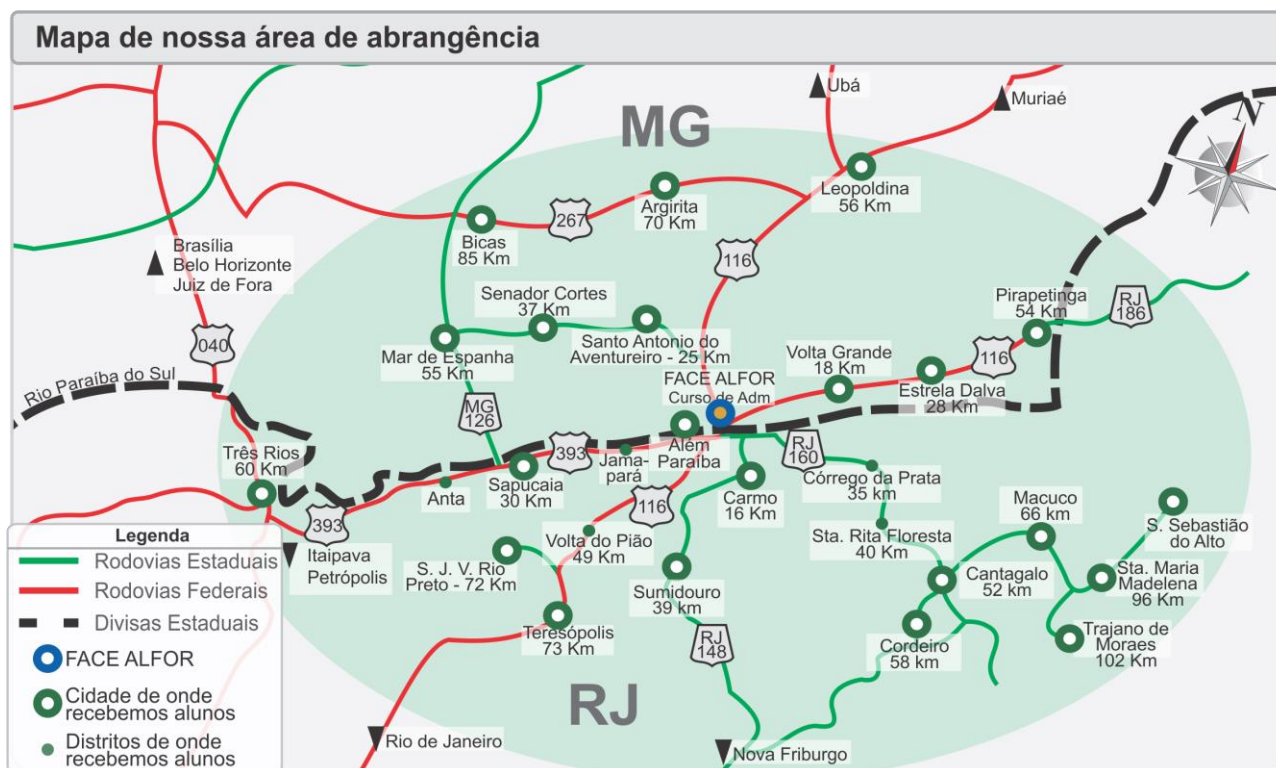 Mapa de nossa área de abrangência
MG
Ubá
Muriaé
N
Leopoldina
56 Km
Argirita
70 Km
267
Bicas
85 Km
116
Brasília
Belo Horizonte
Juiz de Fora
Pirapetinga
54 Km
RJ
186
Senador Cortes
37 Km
Santo Antonio do
Aventureiro - 25 Km
040
Mar de Espanha
55 Km
Volta Grande
18 Km
116
Estrela Dalva
28 Km
FACE ALFOR
Curso de Adm
Rio Paraíba do Sul
MG
126
Três Rios
60 Km
393
Jama-
pará
Além
Paraíba
RJ
160
Anta
Sapucaia
30 Km
Córrego da Prata
35 km
Carmo
16 Km
116
393
Macuco
66 km
S. Sebastião
do Alto
Volta do Pião
49 Km
Sta. Rita Floresta
40 Km
Itaipava
Petrópolis
S. J. V. Rio
Preto - 72 Km
Sumidouro
39 km
Cantagalo
52 km
Sta. Maria
Madelena
96 Km
Teresópolis
73 Km
RJ
148
Cordeiro
58 km
Trajano de
Moraes
102 Km
RJ
Rio de Janeiro
Nova Friburgo
Legenda
Rodovias Estaduais
Rodovias Federais
Divisas Estaduais
FACE ALFOR
Cidade de onde
recebemos alunos
Distritos de onde
recebemos alunos